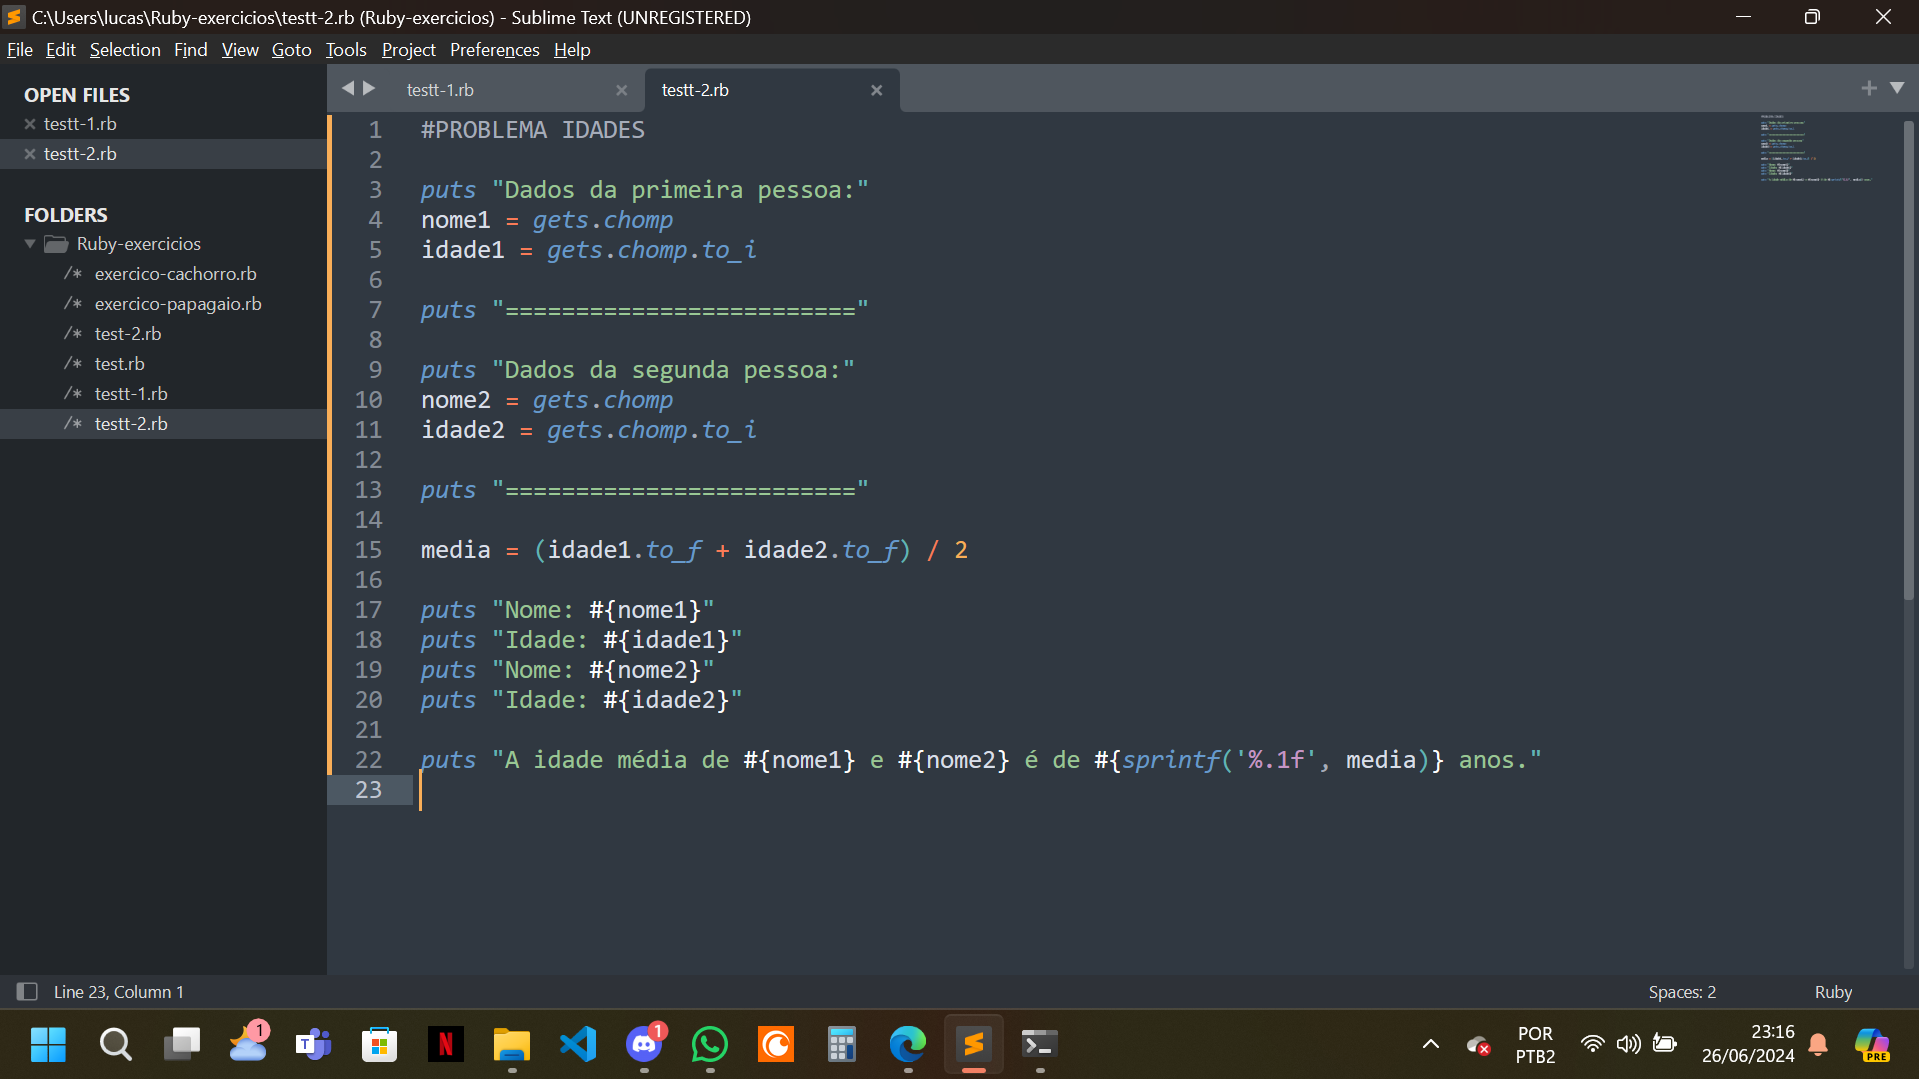 C:\Users\lucas\Ruby-exercicios\testt-2.rb (Ruby-exercicios) - Sublime Text (UNREGISTERED)
File Edit Selection Find View Goto Tools Project Preferences Help
OPEN FILES
testt-1.rb
testt-2.rb
FOLDERS
Ruby-exercicios
/* exercico-cachorro.rb
/* exercico-papagaio.rb
/* test-2.rb
/* test.rb
/* testt-1.rb
/* testt-2.rb
testt-1.rb testt-2.rb
1 #PROBLEMA IDADES
2
3 puts "Dados da primeira pessoa:"
4 nome1 = gets.chomp
5 idade1 = gets.chomp.to_i
6
7 puts "========================="
8
9 puts "Dados da segunda pessoa:"
10 nome2 = gets.chomp
11 idade2 = gets.chomp.to_i
12
13 puts "========================="
14
15 media = (idade1.to_f + idade2.to_f) / 2
16
17 puts "Nome: #{nome1}"
18 puts "Idade: #{idade1}"
19 puts "Nome: #{nome2}"
20 puts "Idade: #{idade2}"
21
22 puts "A idade média de #{nome1} e #{nome2} é de #{sprintf('%.1f', media)} anos."
23
Line 23, Column 1 Spaces: 2 Ruby
1
T
N
1
POR
PTB2
23:16
26/06/2024
PRE